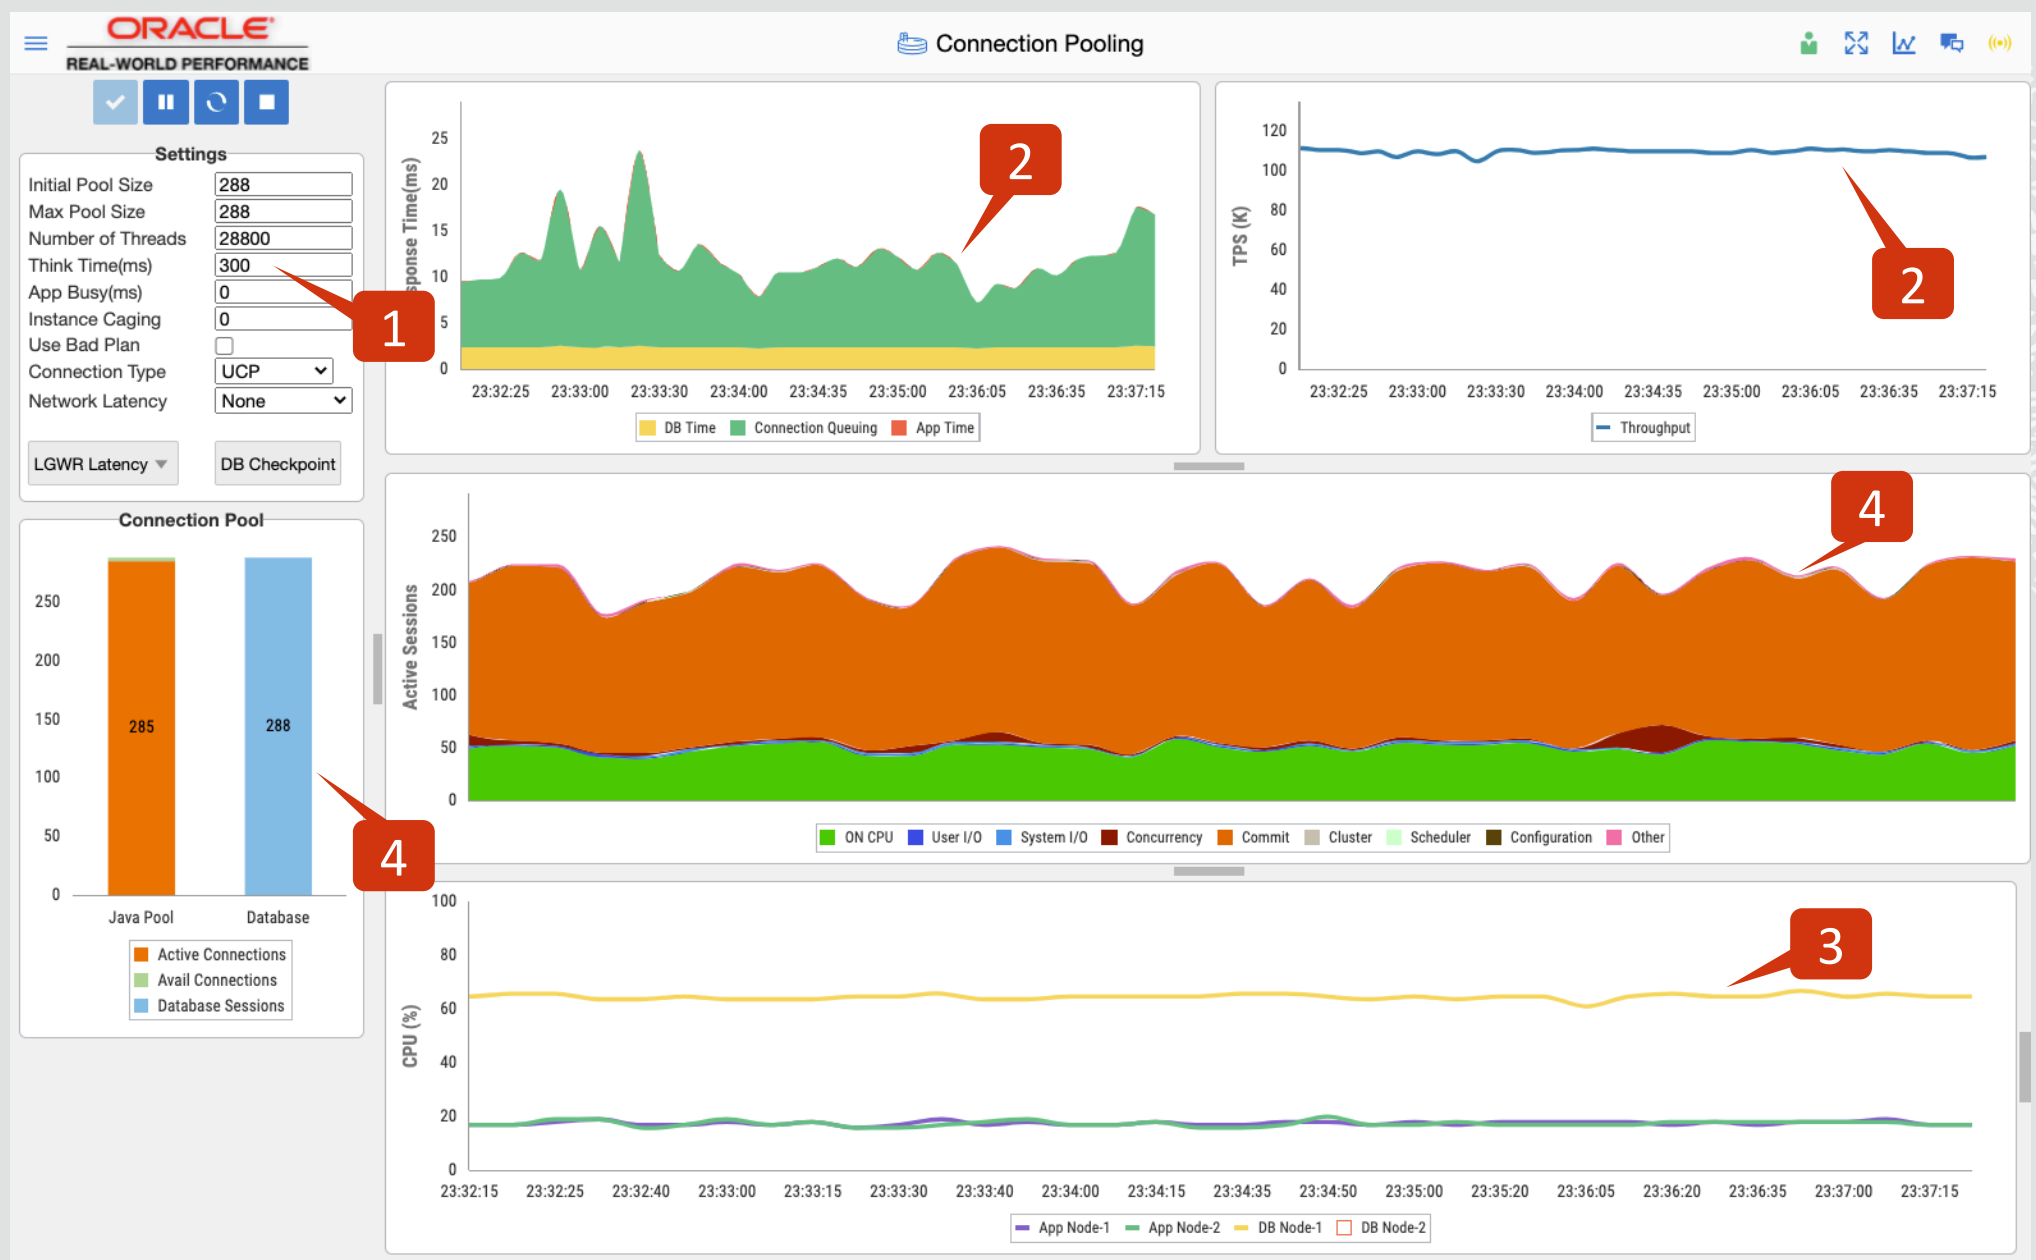 ORACLE
REAL-WORLD PERFORMANCE
Connection Pooling
Settings
Initial Pool Size 288
Max Pool Size 288
Number of Threads 28800
Think Time(ms) 300
App Busy(ms) 0
Instance Caging 0
Use Bad Plan
Connection Type UCP
Network Latency None
LGWR Latency DB Checkpoint
1
Connection Pool
250
200
150
100
50
0
285
288
Java Pool Database
Active Connections
Avail Connections
Database Sessions
4
sponse Time(ms)
25
20
15
10
5
0
2
23:32:25 23:33:00 23:33:30 23:34:00 23:34:35 23:35:00 23:36:05 23:36:35 23:37:15
DB Time Connection Queuing App Time
TPS (K)
120
100
80
60
40
20
0
2
23:32:25 23:33:00 23:33:30 23:34:00 23:34:35 23:35:00 23:36:05 23:36:35 23:37:15
Throughput
Active Sessions
250
200
150
100
50
0
4
ON CPU User I/O System I/O Concurrency Commit Cluster Scheduler Configuration Other
CPU (%)
100
80
60
40
20
0
3
23:32:15 23:32:25 23:32:40 23:33:00 23:33:15 23:33:30 23:33:40 23:34:00 23:34:15 23:34:35 23:34:50 23:35:00 23:35:20 23:36:05 23:36:20 23:36:35 23:37:00 23:37:15
App Node-1 App Node-2 DB Node-1 DB Node-2